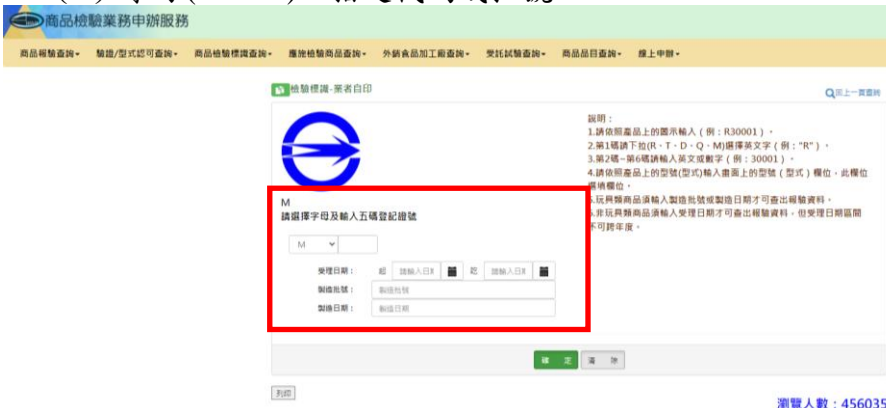 商品檢驗業務申辦服務
商品報驗查詢 驗證/型式認可查詢 商品檢驗標識查詢 應施檢驗商品查詢 外銷食品加工廠查詢 受託試驗查詢 商品品目查詢 線上申辦
檢驗標識-業者自印
回上一頁查詢
說明：
1.請依照產品上的圖示輸入（例：R30001）。
2.第1碼請下拉(R、T、D、Q、M)選擇英文字（例："R"）。
3.第2碼~第6碼請輸入英文或數字（例：30001）。
4.請依照產品上的型號(型式)輸入畫面上的型號（型式）欄位，此欄位
選填欄位。
5.玩具類商品須輸入製造批號或製造日期才可查出報驗資料。
非玩具類商品須輸入受理日期才可查出報驗資料，但受理日期區間
不可跨年度。
M
請選擇字母及輸入五碼登記證號
M
受理日期： 起 請輸入日期 迄 請輸入日期
製造批號： 製造批號
製造日期： 製造日期
確 定 清 除
列印
瀏覽人數：456035